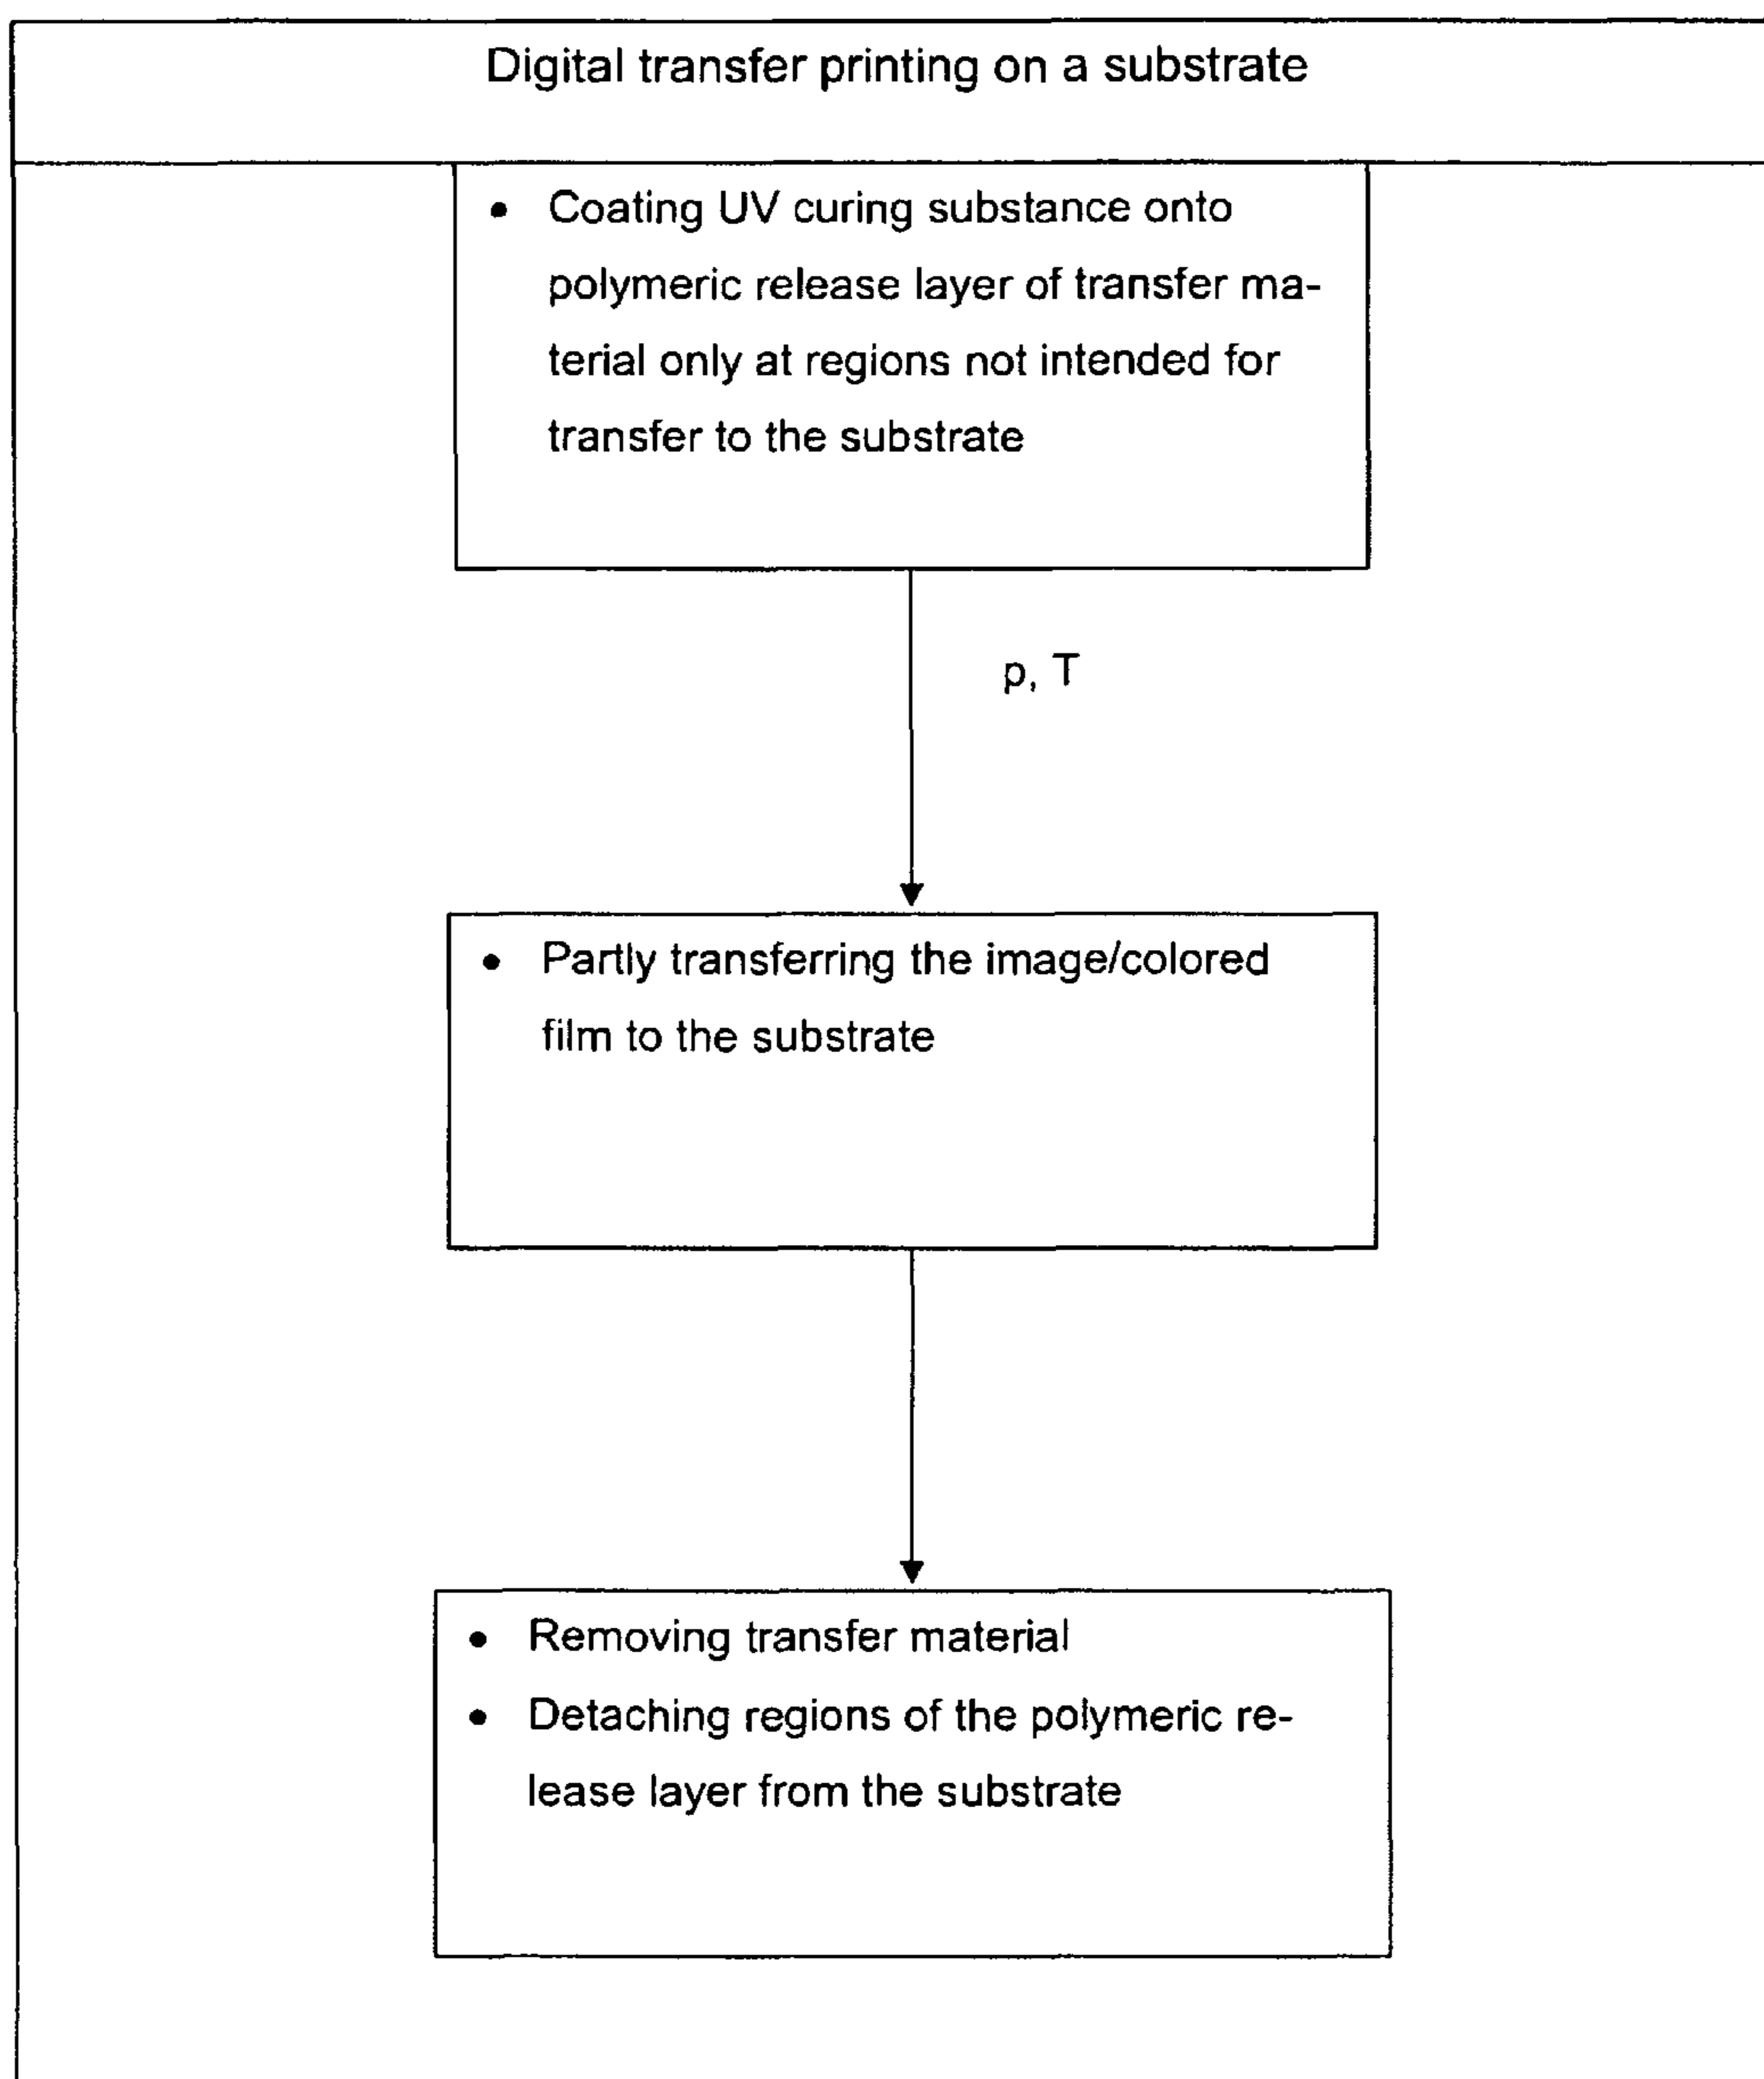 Digital transfer printing on a substrate
• Coating UV curing substance onto
polymeric release layer of transfer ma-
terial only at regions not intended for
transfer to the substrate
p, T
• Partly transferring the image/colored
film to the substrate
• Removing transfer material
• Detaching regions of the polymeric re-
lease layer from the substrate